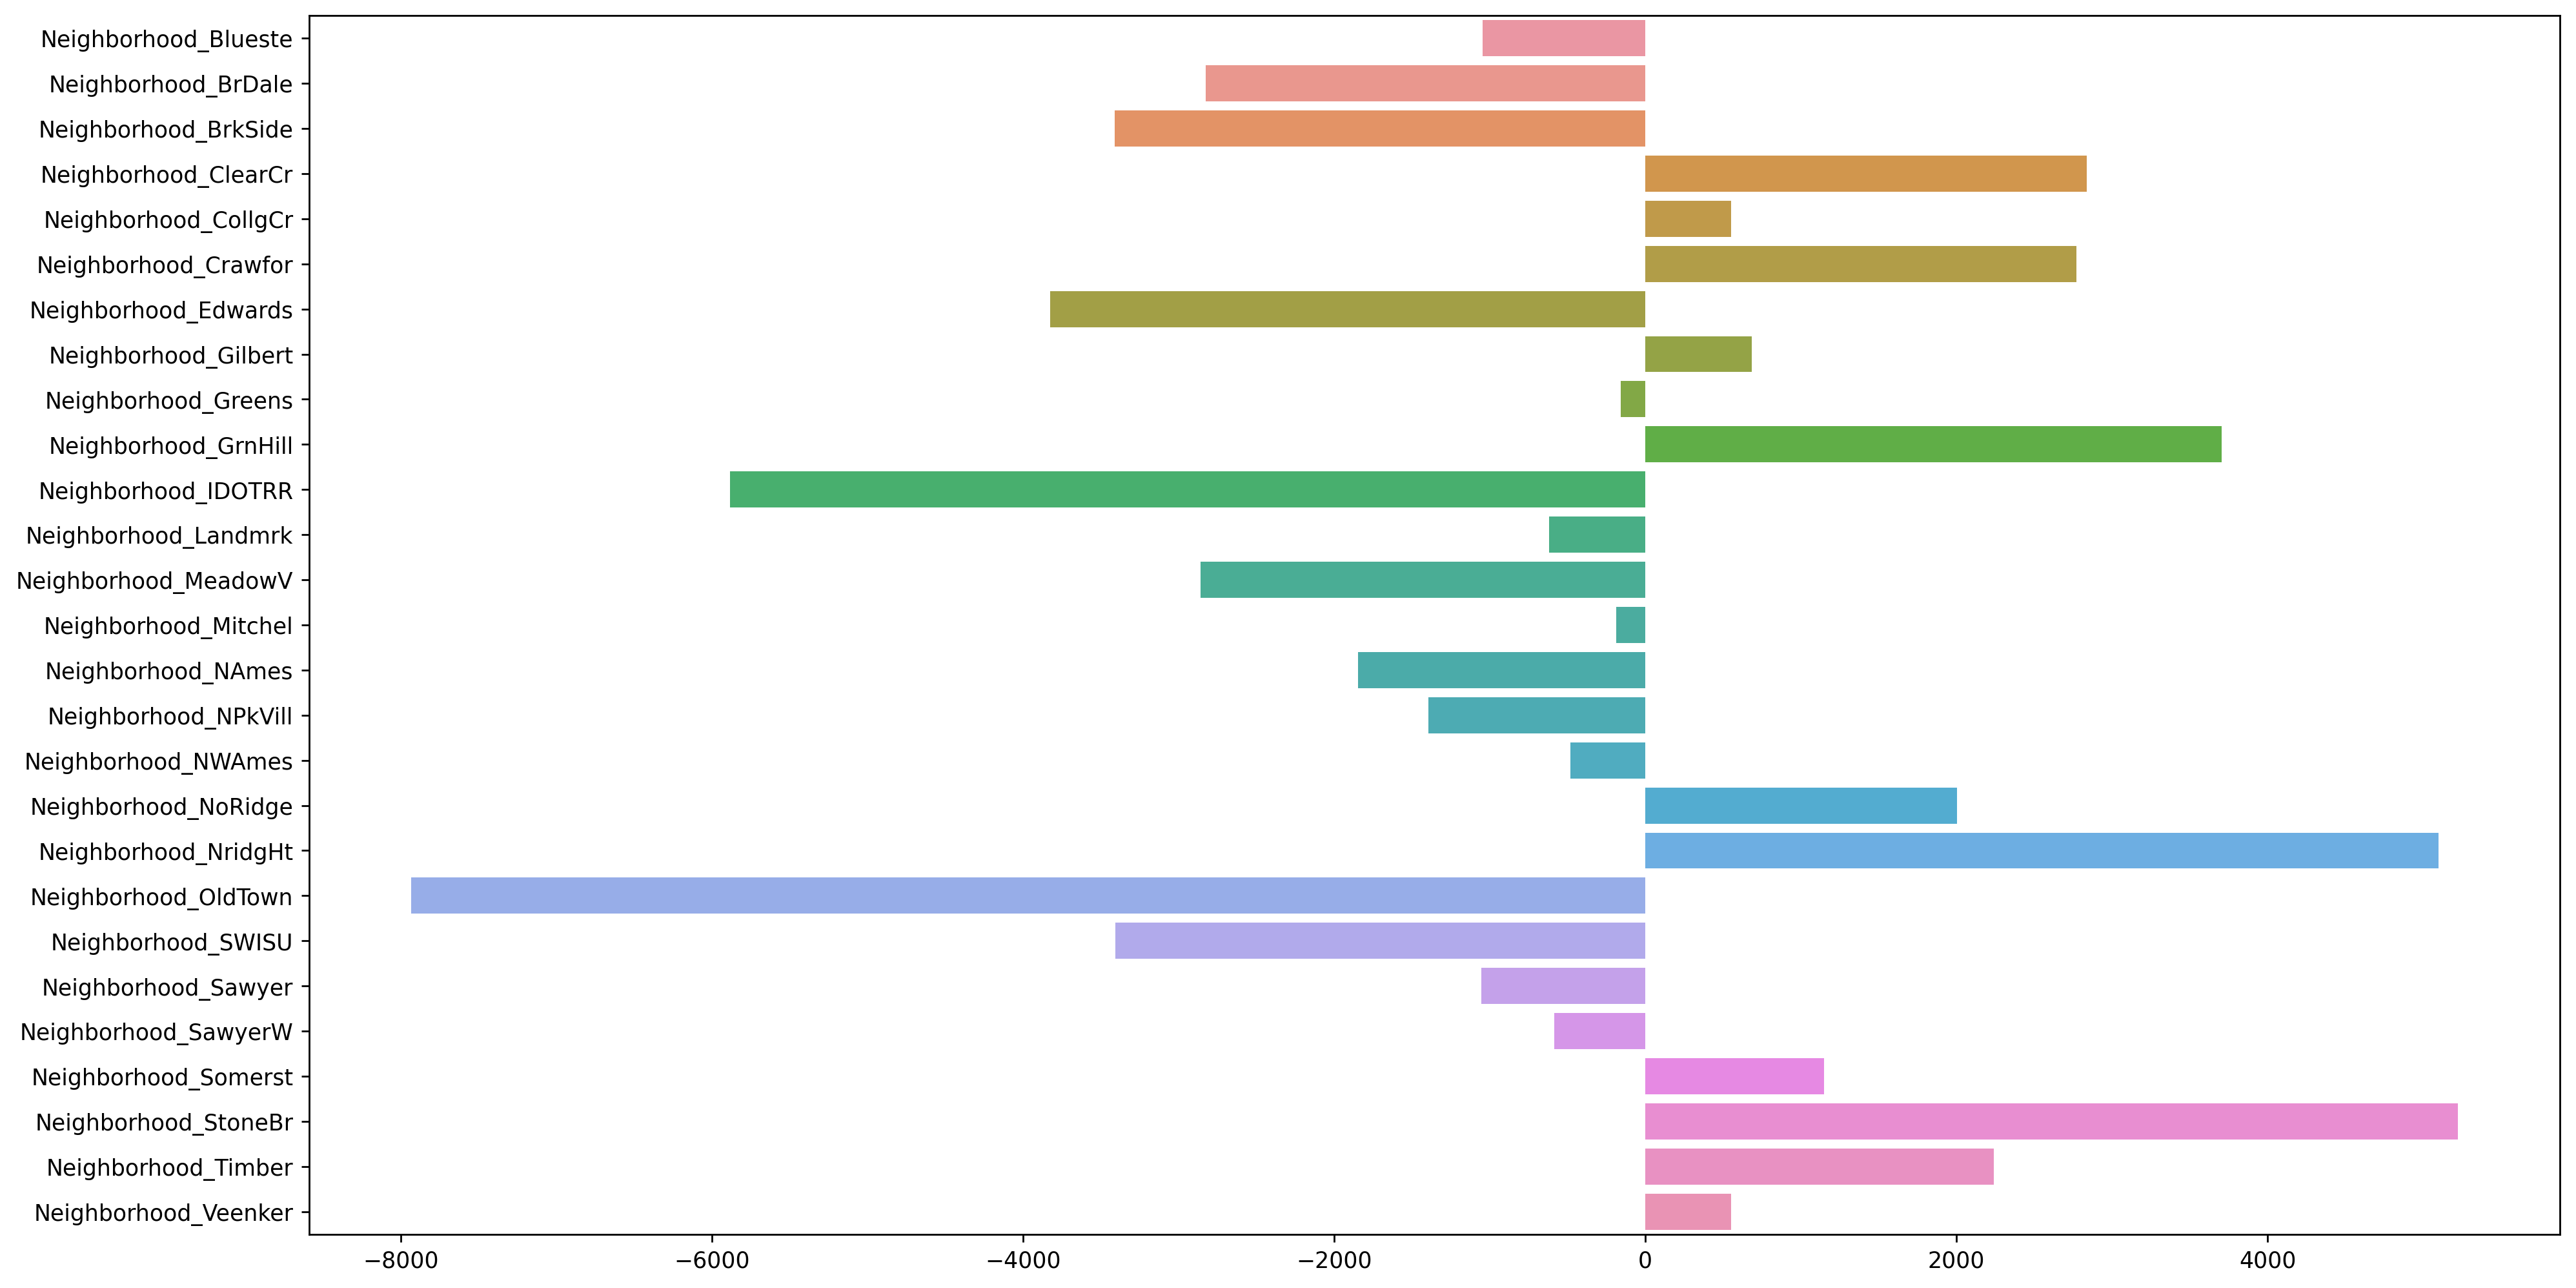 Neighborhood_Blueste
Neighborhood_BrDale
Neighborhood_BrkSide
Neighborhood_ClearCr
Neighborhood_CollgCr
Neighborhood_Crawfor
Neighborhood_Edwards
Neighborhood_Gilbert
Neighborhood_Greens
Neighborhood_GrnHill
Neighborhood_IDOTRR
Neighborhood_Landmrk
Neighborhood_MeadowV
Neighborhood_Mitchel
Neighborhood_NAmes
Neighborhood_NPkVill
Neighborhood_NWAmes
Neighborhood_NoRidge
Neighborhood_NridgHt
Neighborhood_OldTown
Neighborhood_SWISU
Neighborhood_Sawyer
Neighborhood_SawyerW
Neighborhood_Somerst
Neighborhood_StoneBr
Neighborhood_Timber
Neighborhood_Veenker
−8000 −6000 −4000 −2000 0 2000 4000